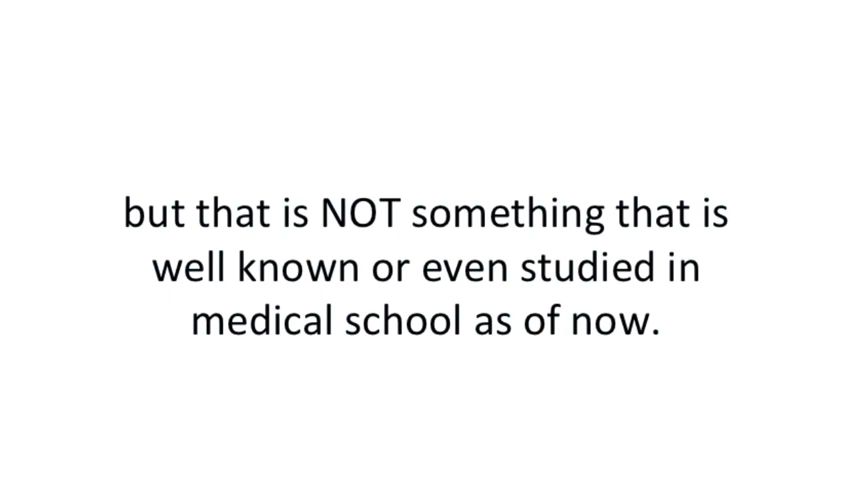 but that is NOT something that is
well known or even studied in
medical school as of now.